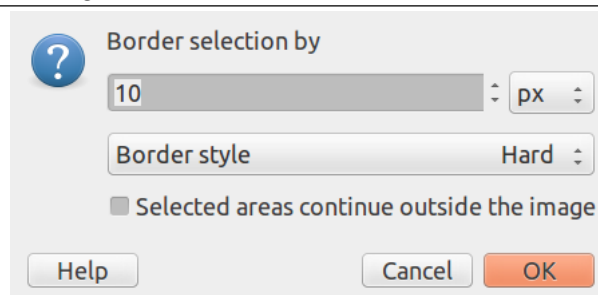 Border selection by
10 px
Border style Hard
Selected areas continue outside the image
Help Cancel OK